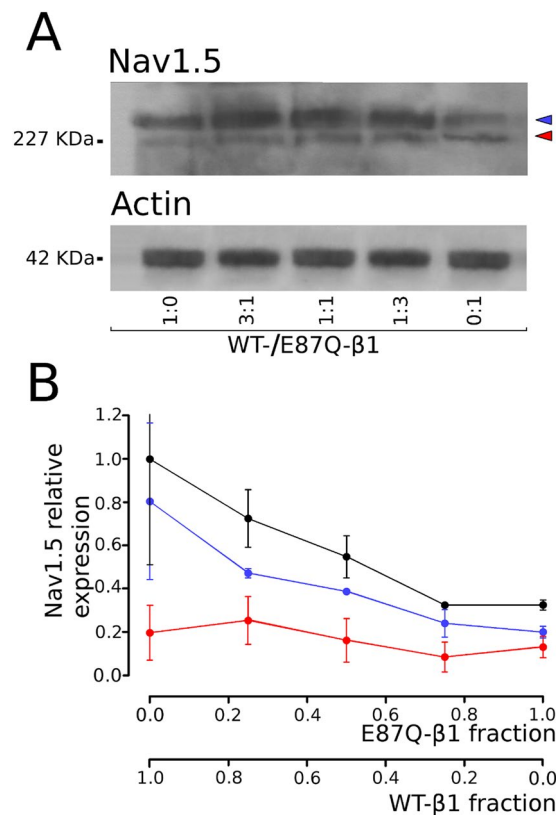 A
Nav1.5
227 KDa
Actin
42 KDa
1:0 3:1 1:1 1:3 0:1
WT-/E87Q-β1
B
Nav1.5 relative
expression
1.2
1.0
0.8
0.6
0.4
0.2
0.0
0.0 0.2 0.4 0.6 0.8 1.0
E87Q-β1 fraction
1.0 0.8 0.6 0.4 0.2 0.0
WT-β1 fraction